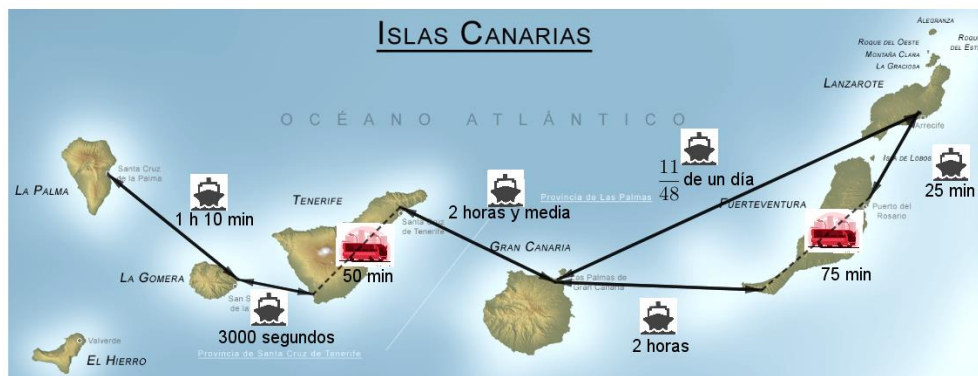 ISLAS CANARIAS
ALEGRANZA
ROQUE DEL OESTE
MONTAÑA CLARA
LA GRACIOSA
ROQUE
DEL EST
LANZAROTE
OCÉANO ATLÁNTICO
Arrecife
ISLA DE LOBOS
11/48 de un día
25 min
Santa Cruz
de la Palma
LA PALMA
1 h 10 min
TENERIFE
2 horas y media
Provincia de Las Palmas
FUERTEVENTURA
Puerto del
Rosario
Santa Cruz
de Tenerife
GRAN CANARIA
50 min
75 min
LA GOMERA
San S
de la
Las Palmas de
Gran Canaria
3000 segundos
2 horas
Valverde
EL HIERRO
Provincia de Santa Cruz de Tenerife